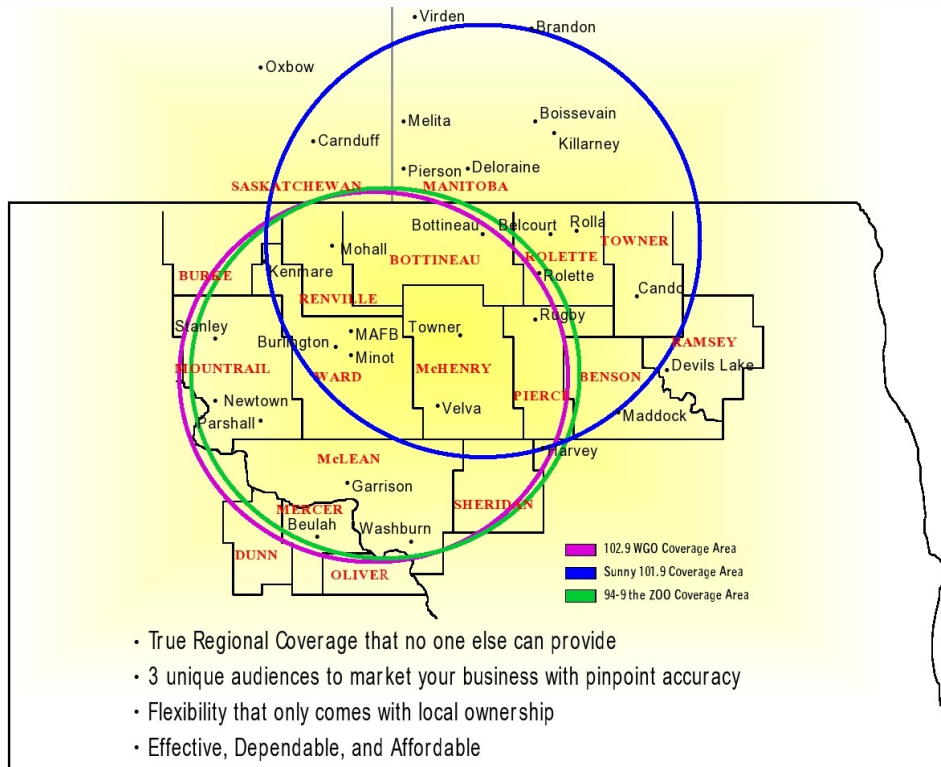 Virden
Brandon
Oxbow
Melita
Boissevain
Carnduff
Killarney
Pierson
Deloraine
SASKATCHEWAN
MANITOBA
Bottineau
Belcourt
Rolla
Mohall
BOTTINEAU
ROLETTE
TOWNER
BURKE
Kenmare
Rolette
RENVILLE
Cando
Stanley
MAFB
Towner
Rugby
Burlington
Minot
RAMSEY
MOUNTRAIL
WARD
McHENRY
BENSON
Devils Lake
PIERCE
Newtown
Velva
Maddock
Parshall
McLEAN
Harvey
Garrison
MERCER
SHERIDAN
Beulah
Washburn
DUNN
OLIVER
102.9 WGO Coverage Area
Sunny 101.9 Coverage Area
94-9 the ZOO Coverage Area
• True Regional Coverage that no one else can provide
• 3 unique audiences to market your business with pinpoint accuracy
• Flexibility that only comes with local ownership
• Effective, Dependable, and Affordable